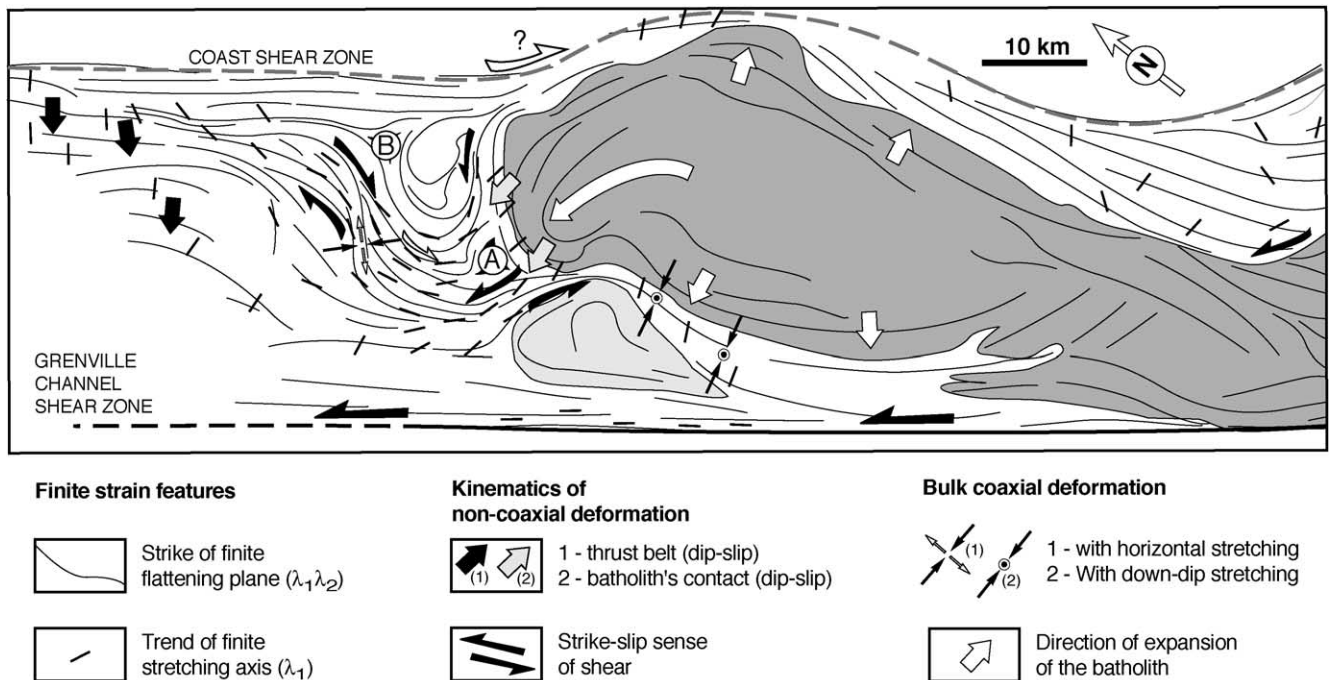 COAST SHEAR ZONE
?
10 km
N
B
A
GRENVILLE
CHANNEL
SHEAR ZONE
Finite strain features
Strike of finite
flattening plane (λ₁λ₂)
Trend of finite
stretching axis (λ₁)
Kinematics of
non-coaxial deformation
(1)
(2)
1 - thrust belt (dip-slip)
2 - batholith's contact (dip-slip)
Strike-slip sense
of shear
Bulk coaxial deformation
(1)
(2)
1 - with horizontal stretching
2 - With down-dip stretching
Direction of expansion
of the batholith